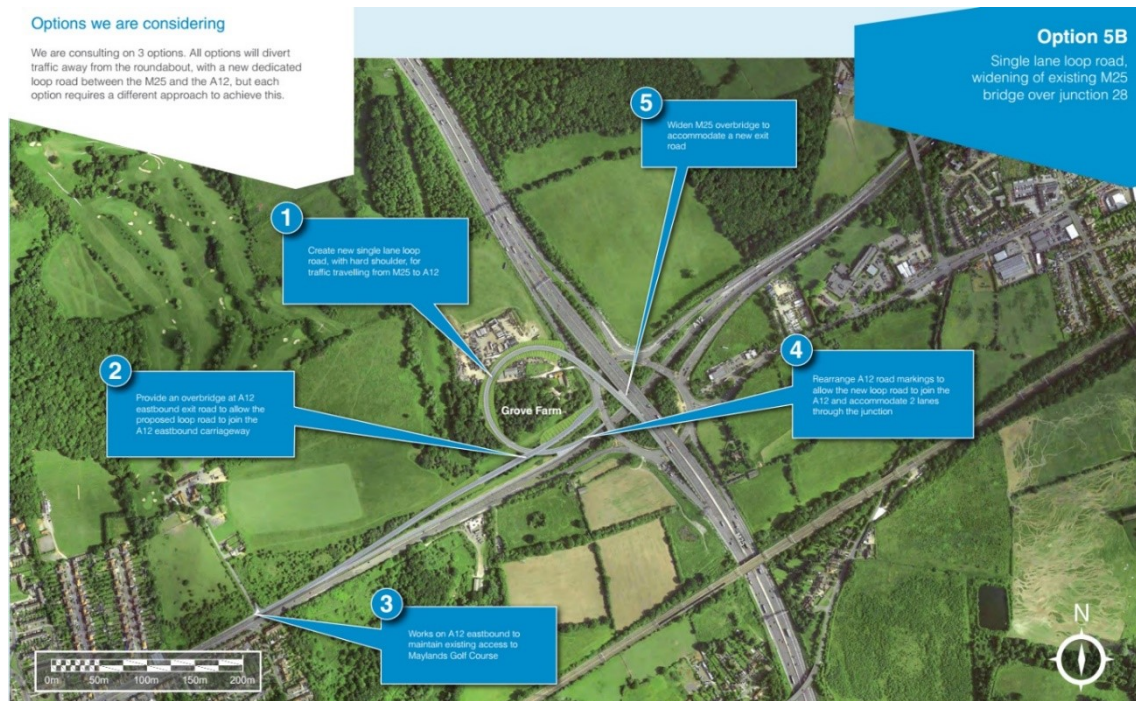 Options we are considering
We are consulting on 3 options. All options will divert
traffic away from the roundabout, with a new dedicated
loop road between the M25 and the A12, but each
option requires a different approach to achieve this.
Option 5B
Single lane loop road,
widening of existing M25
bridge over junction 28
5
Widen M25 overbridge to
accommodate a new exit
road
1
Create new single lane loop
road, with hard shoulder, for
traffic travelling from M25 to A12
A12
2
Provide an overbridge at A12
eastbound exit road to allow the
proposed loop road to join the
A12 eastbound carriageway
Grove Farm
4
Rearrange A12 road markings to
allow the new loop road to join the
A12 and accommodate 2 lanes
through the junction
M25
3
Works on A12 eastbound to
maintain existing access to
Maylands Golf Course
N
0m 50m 100m 150m 200m